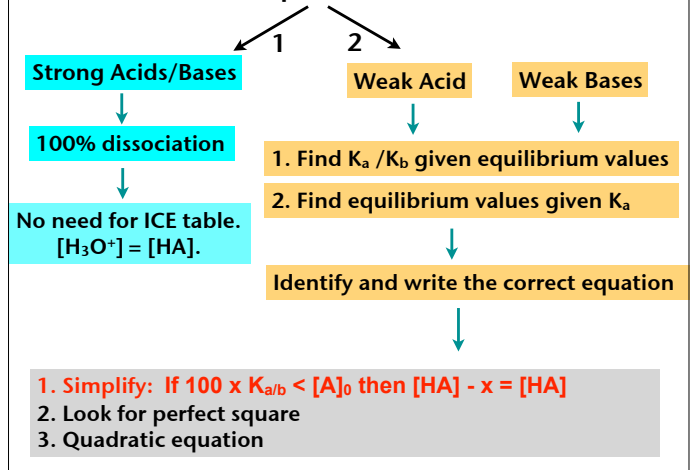 1
2
Strong Acids/Bases
Weak Acid
Weak Bases
100% dissociation
1. Find Kₐ /K_b given equilibrium values
2. Find equilibrium values given Kₐ
No need for ICE table.
[H₃O⁺] = [HA].
Identify and write the correct equation
1. Simplify: If 100 x K_a/b < [A]₀ then [HA] - x = [HA]
2. Look for perfect square
3. Quadratic equation